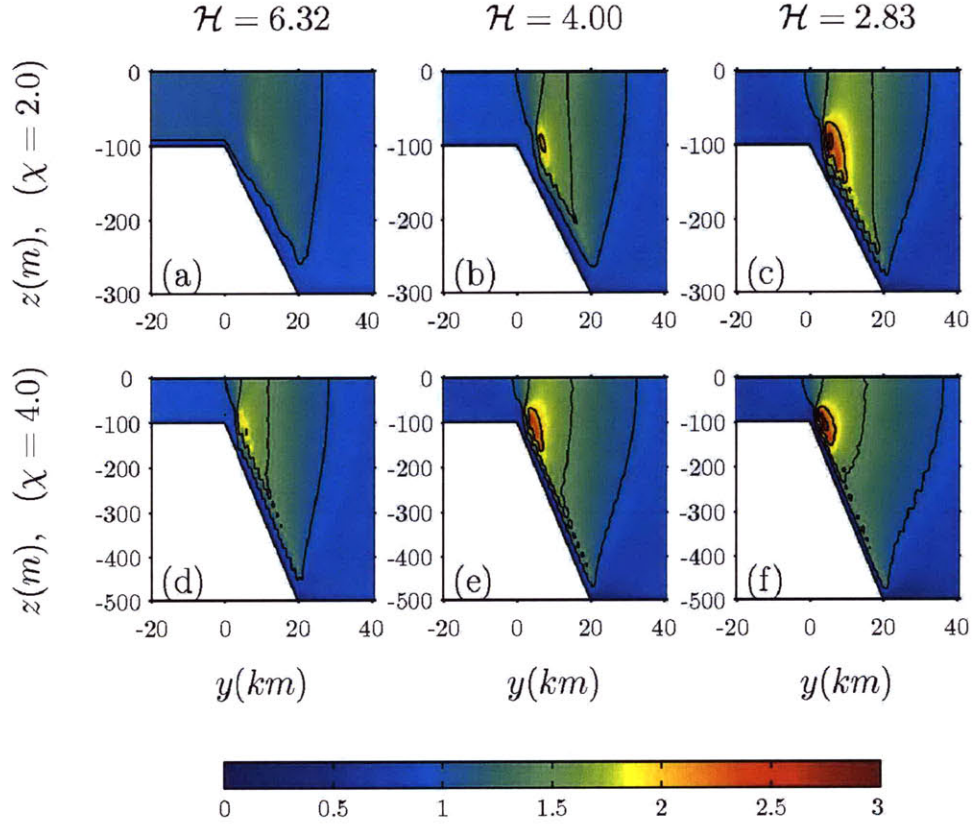 ℋ = 6.32 ℋ = 4.00 ℋ = 2.83
z(m), (χ = 2.0)
0 0 0
-100 -100 -100
-200 -200 -200
-300 -300 -300
(a) (b) (c)
-20 0 20 40 -20 0 20 40 -20 0 20 40
z(m), (χ = 4.0)
0 0 0
-100 -100 -100
-200 -200 -200
-300 -300 -300
-400 -400 -400
-500 -500 -500
(d) (e) (f)
-20 0 20 40 -20 0 20 40 -20 0 20 40
y(km) y(km) y(km)
0 0.5 1 1.5 2 2.5 3